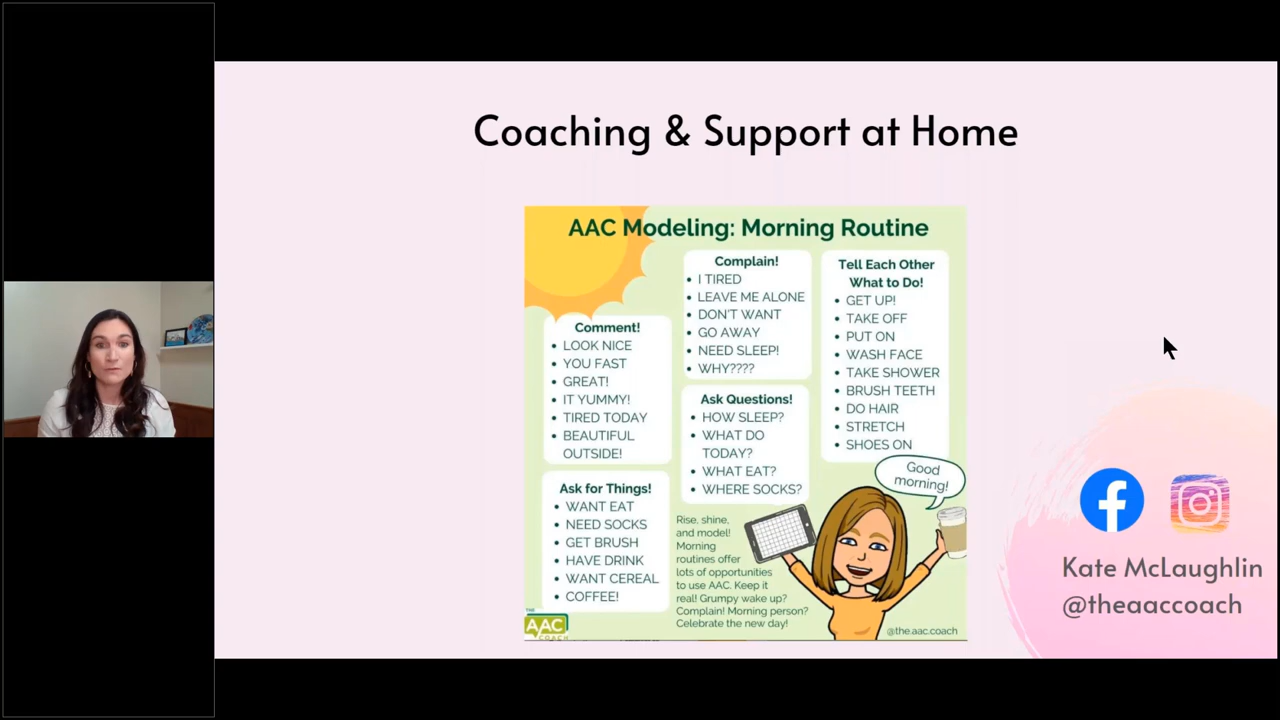 Coaching & Support at Home
AAC Modeling: Morning Routine
Comment!
• LOOK NICE
• YOU FAST
• GREAT!
• IT YUMMY!
• TIRED TODAY
• BEAUTIFUL
OUTSIDE!
Ask for Things!
• WANT EAT
• NEED SOCKS
• GET BRUSH
• HAVE DRINK
• WANT CEREAL
• COFFEE!
Complain!
• I TIRED
• LEAVE ME ALONE
• DON'T WANT
• GO AWAY
• NEED SLEEP!
• WHY????
Ask Questions!
• HOW SLEEP?
• WHAT DO
TODAY?
• WHAT EAT?
• WHERE SOCKS?
Rise, shine,
and model!
Morning
routines offer
lots of opportunities
to use AAC. Keep it
real! Grumpy wake up?
Complain! Morning person?
Celebrate the new day!
Tell Each Other
What to Do!
• GET UP!
• TAKE OFF
• PUT ON
• WASH FACE
• TAKE SHOWER
• BRUSH TEETH
• DO HAIR
• STRETCH
• SHOES ON
Good
morning!
THE
AAC
COACH
@the.aac.coach
Kate McLaughlin
@theaaccoach